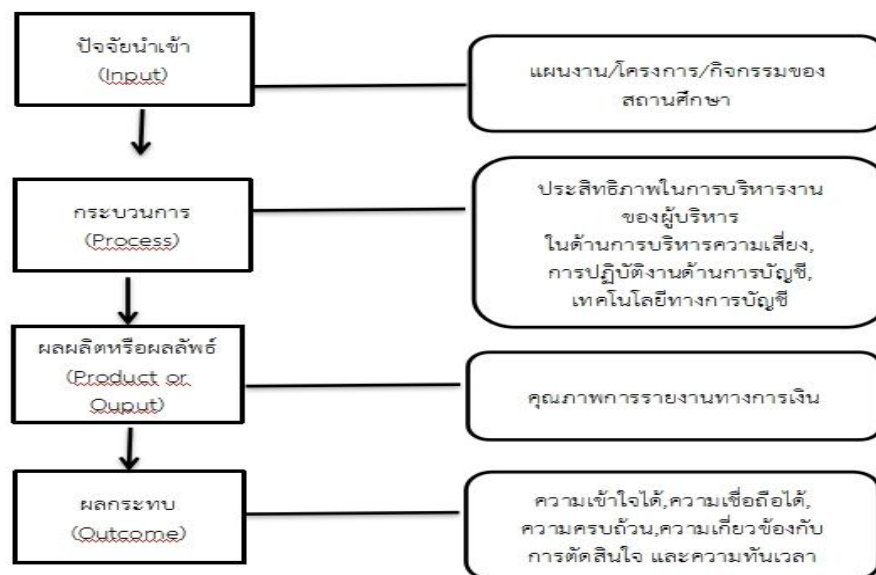 ปัจจัยนำเข้า
(Input)
แผนงาน/โครงการ/กิจกรรมของ
สถานศึกษา
กระบวนการ
(Process)
ประสิทธิภาพในการบริหารงาน
ของผู้บริหาร
ในด้านการบริหารความเสี่ยง,
การปฏิบัติงานด้านการบัญชี,
เทคโนโลยีทางการบัญชี
ผลผลิตหรือผลลัพธ์
(Product or
Ouput)
คุณภาพการรายงานทางการเงิน
ผลกระทบ
(Outcome)
ความเข้าใจได้,ความเชื่อถือได้,
ความครบถ้วน,ความเกี่ยวข้องกับ
การตัดสินใจ และความทันเวลา